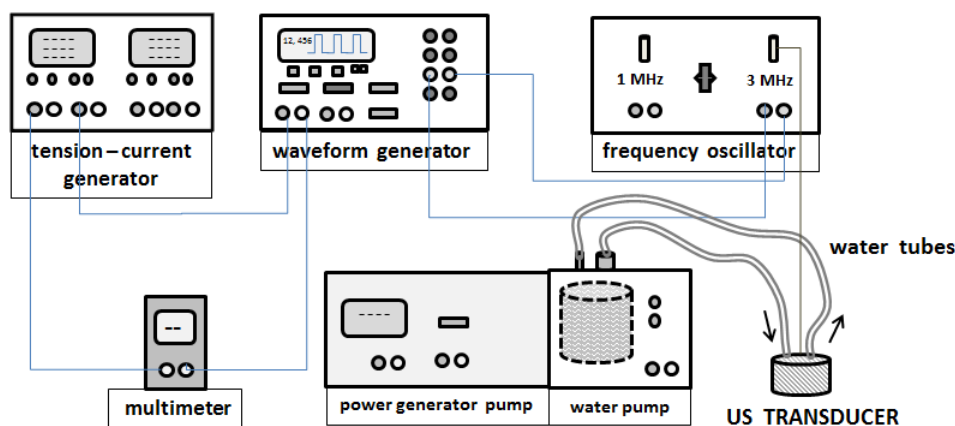 12, 456
1 MHz
3 MHz
tension – current
generator
waveform generator
frequency oscillator
water tubes
----
--
multimeter
power generator pump
water pump
US TRANSDUCER